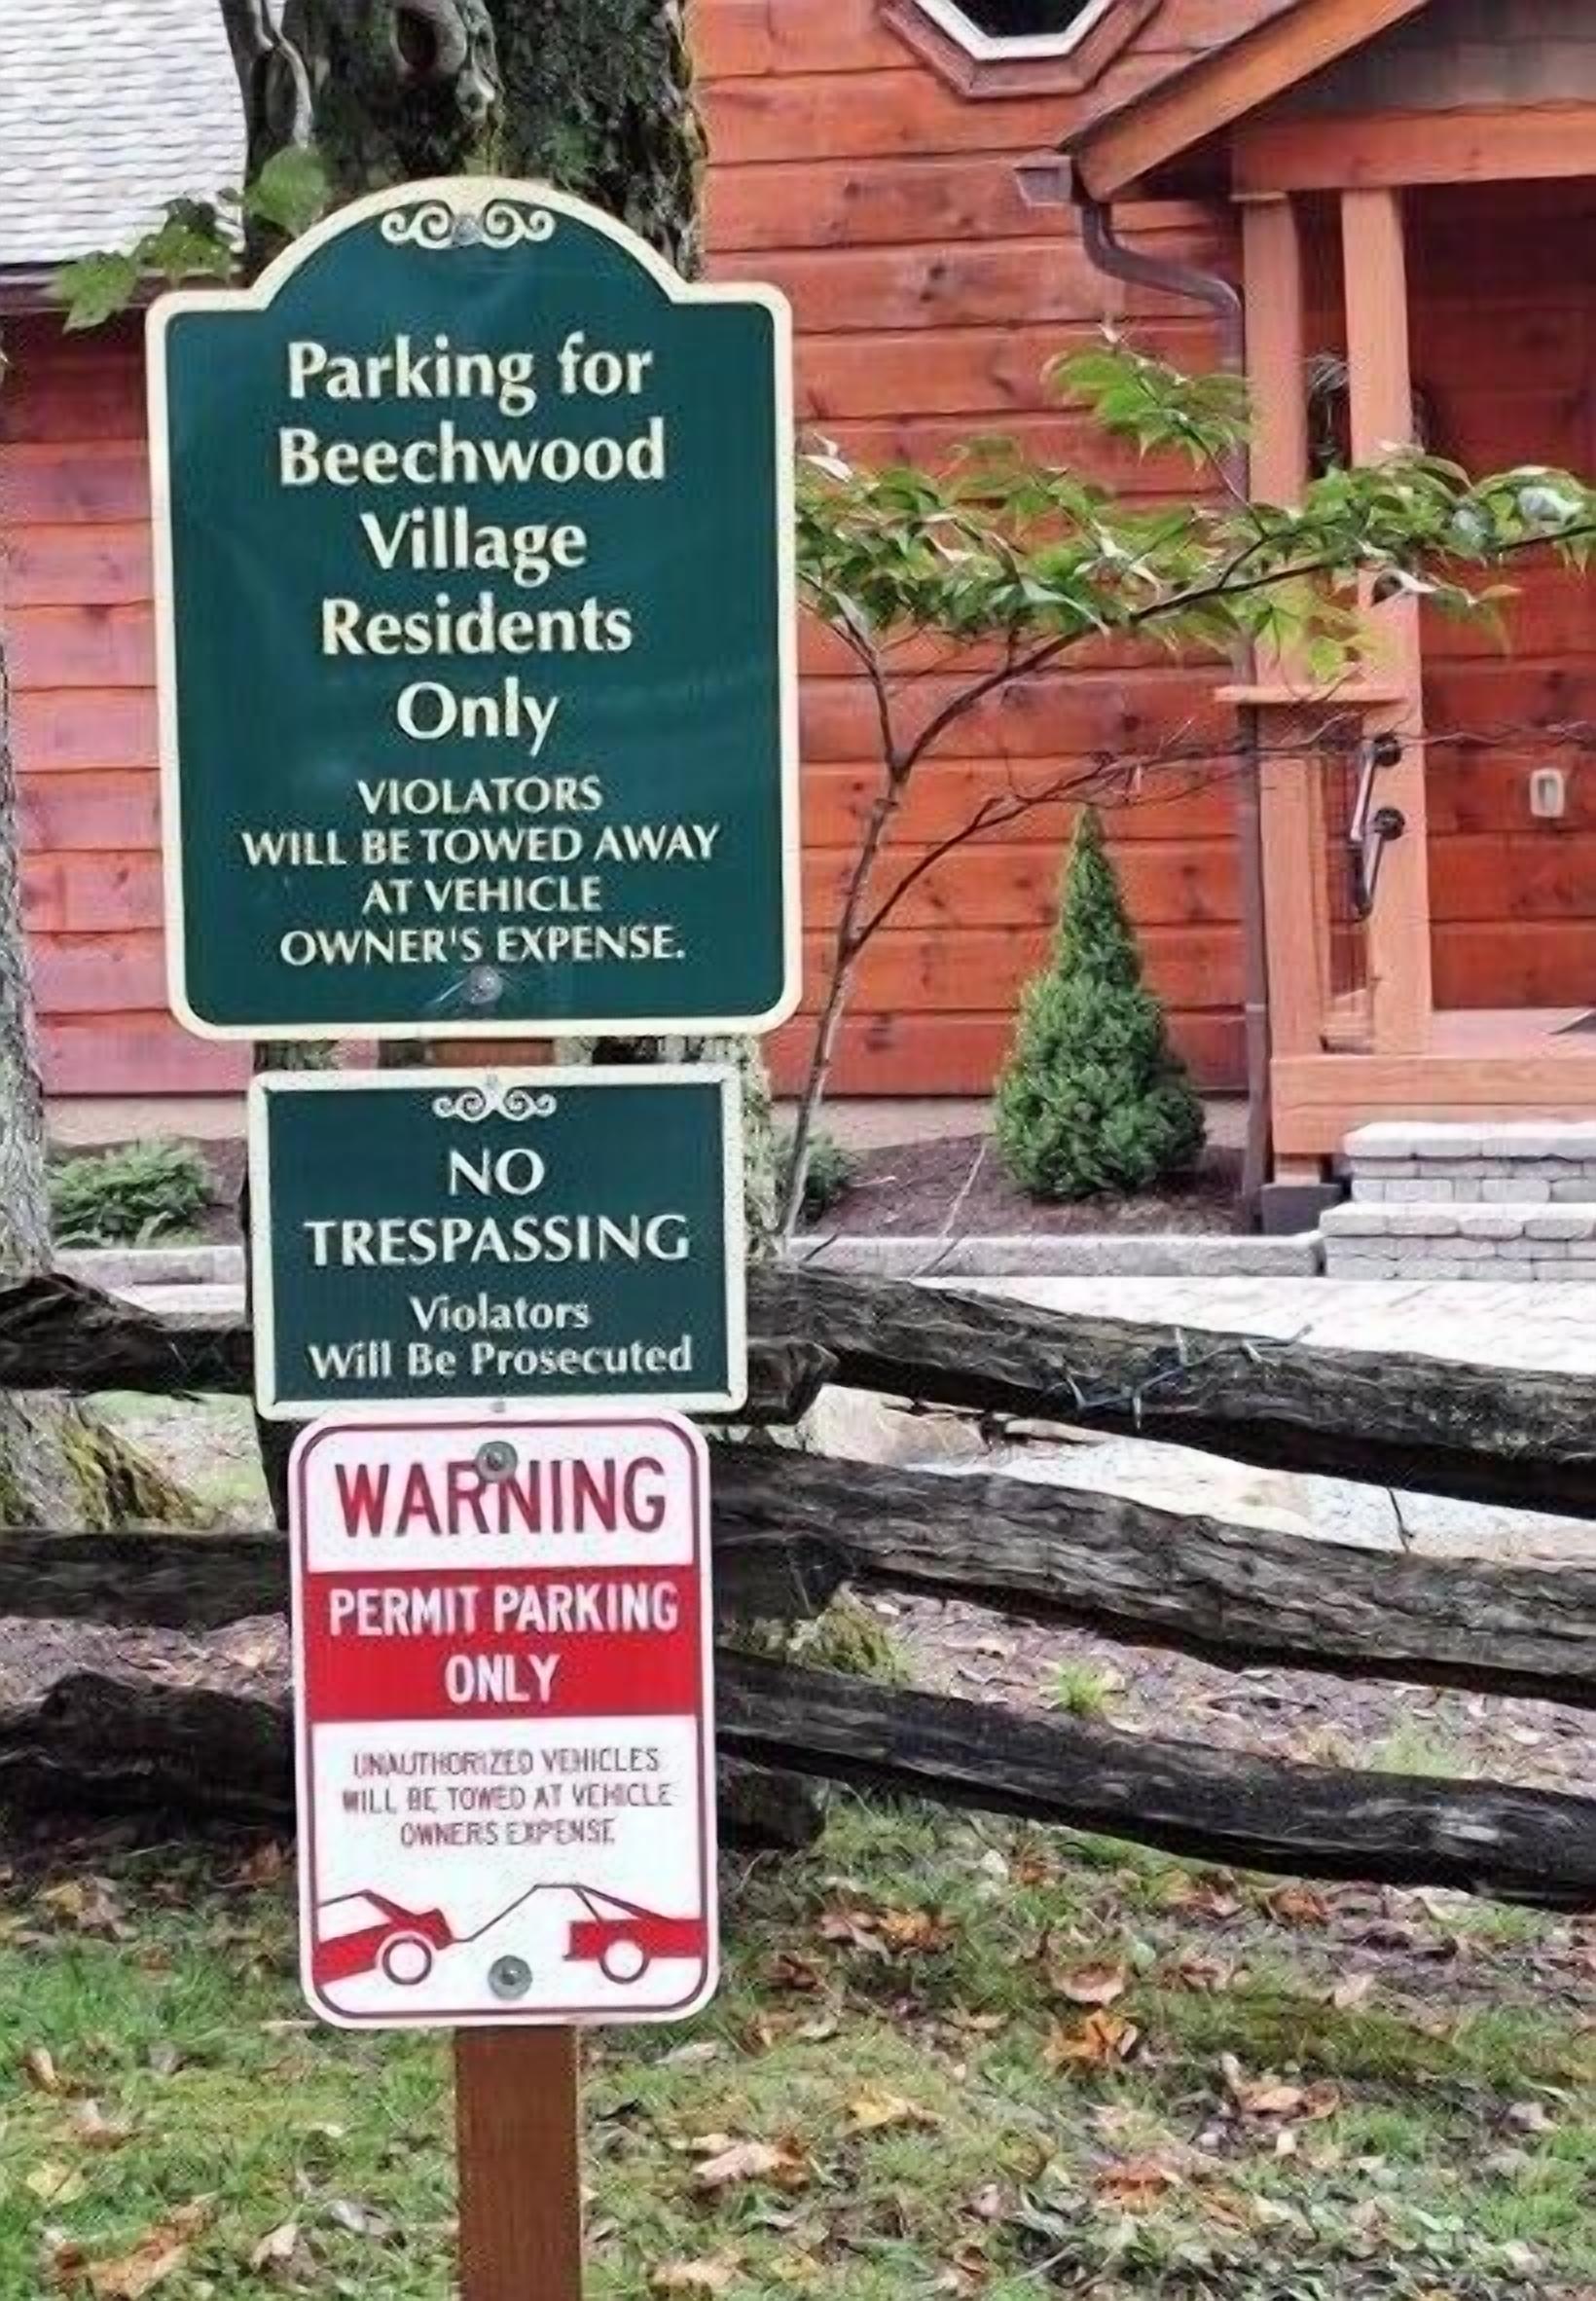 Parking for
Beechwood
Village
Residents
Only
VIOLATORS
WILL BE TOWED AWAY
AT VEHICLE
OWNER'S EXPENSE.
NO
TRESPASSING
Violators
Will Be Prosecuted
WARNING
PERMIT PARKING
ONLY
UNAUTHORIZED VEHICLES
WILL BE TOWED AT VEHICLE
OWNERS EXPENSE